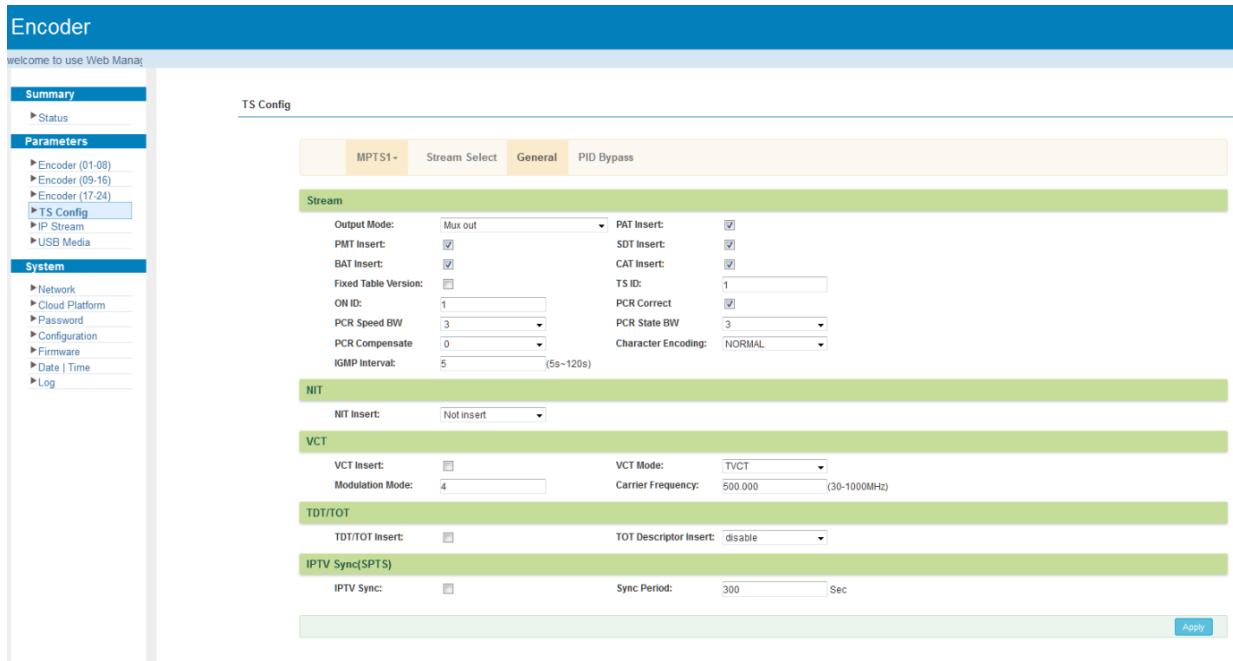 Encoder
welcome to use Web Manag
Summary
Status
Parameters
Encoder (01-08)
Encoder (09-16)
Encoder (17-24)
TS Config
IP Stream
USB Media
System
Network
Cloud Platform
Password
Configuration
Firmware
Date | Time
Log
TS Config
MPTS1 Stream Select General PID Bypass
Stream
Output Mode: Mux out PAT Insert:
PMT Insert: SDT Insert:
BAT Insert: CAT Insert:
Fixed Table Version: TS ID: 1
ON ID: 1 PCR Correct
PCR Speed BW 3 PCR State BW 3
PCR Compensate 0 Character Encoding: NORMAL
IGMP Interval: 5 (5s~120s)
NIT
NIT Insert: Not insert
VCT
VCT Insert: VCT Mode: TVCT
Modulation Mode: 4 Carrier Frequency: 500.000 (30-1000MHz)
TDT/TOT
TDT/TOT Insert: TOT Descriptor Insert: disable
IPTV Sync(SPTS)
IPTV Sync: Sync Period: 300 Sec
Apply